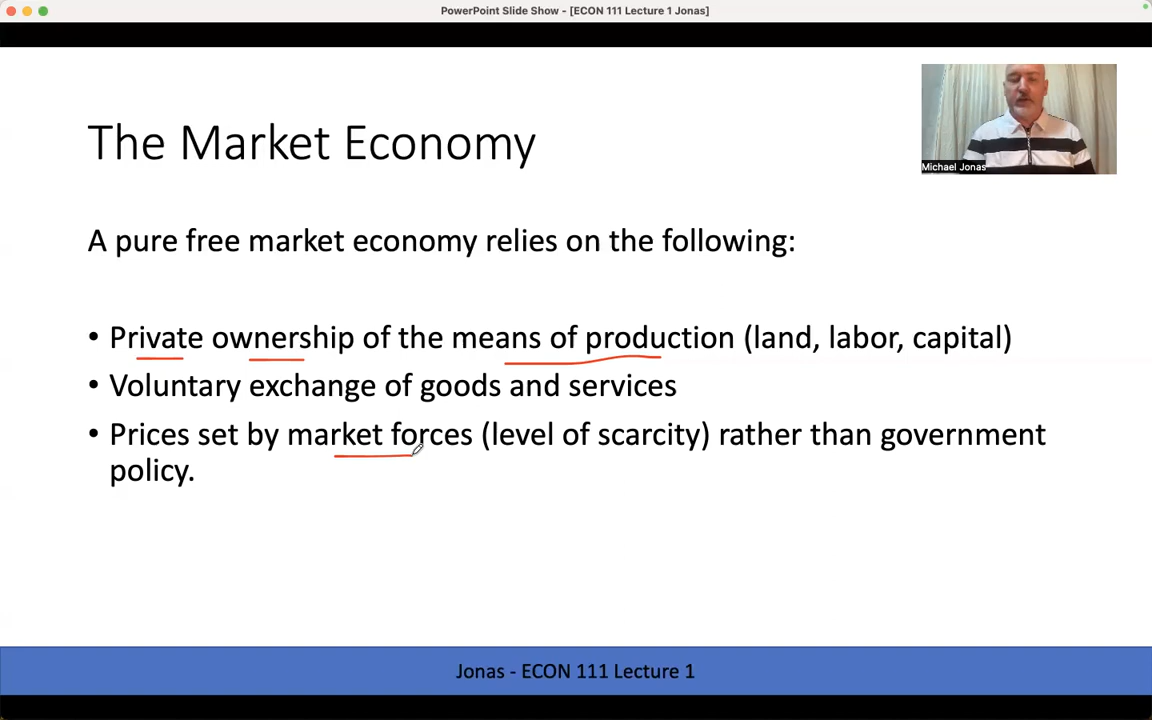 PowerPoint Slide Show - [ECON 111 Lecture 1 Jonas]
Michael Jonas
The Market Economy
A pure free market economy relies on the following:
• Private ownership of the means of production (land, labor, capital)
• Voluntary exchange of goods and services
• Prices set by market forces (level of scarcity) rather than government
policy.
Jonas - ECON 111 Lecture 1